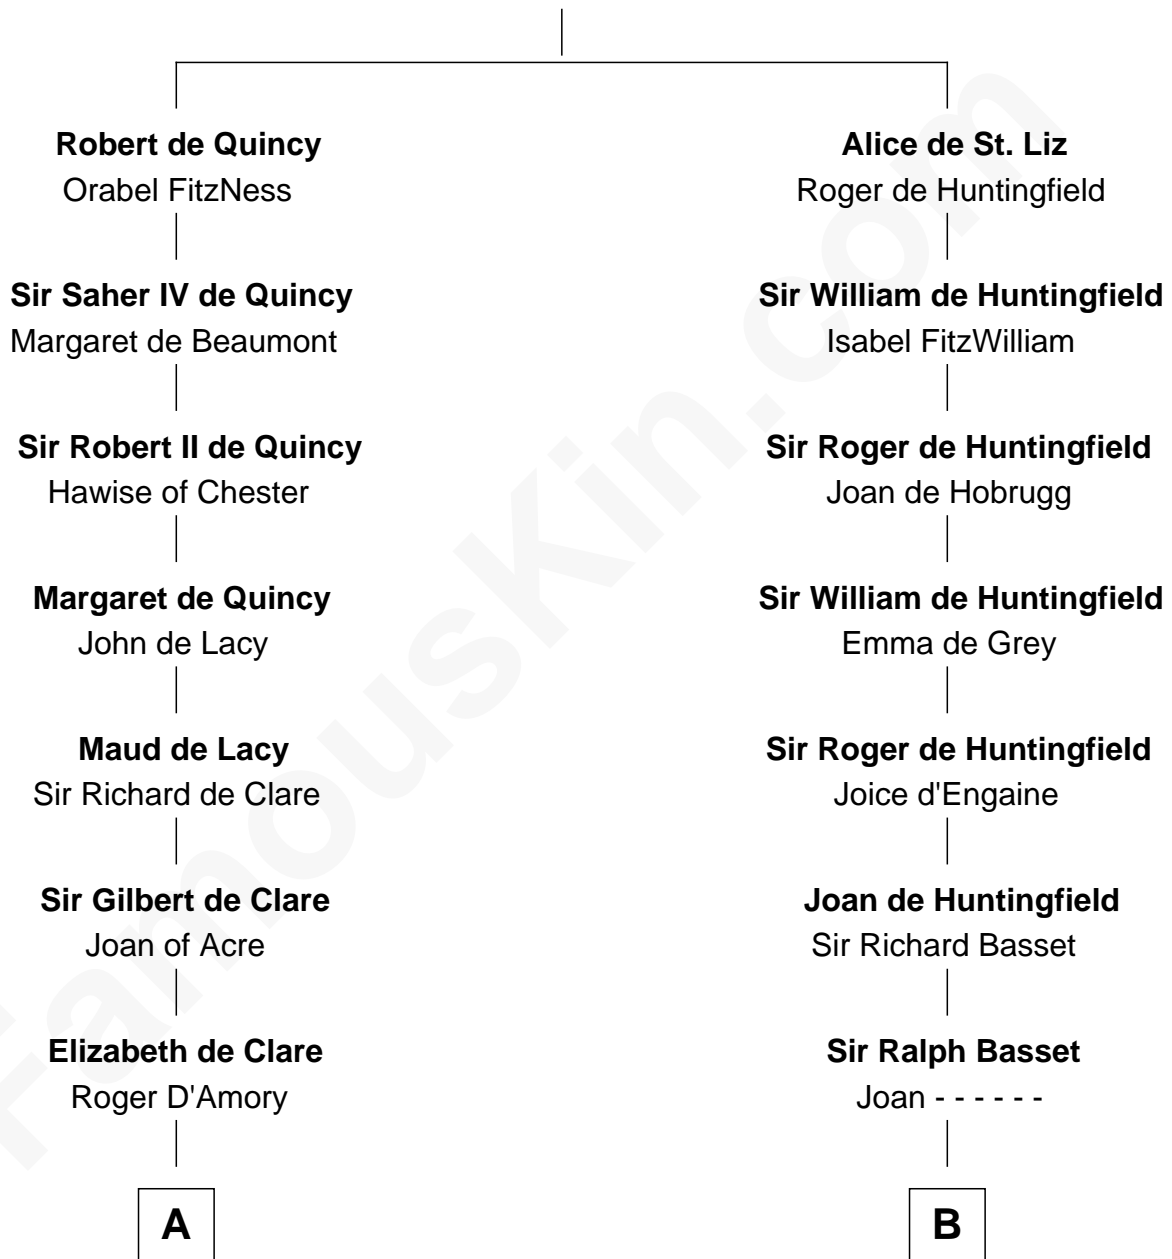 Robert de Quincy
Orabel FitzNess
Alice de St. Liz
Roger de Huntingfield
Sir Saher IV de Quincy
Margaret de Beaumont
Sir William de Huntingfield
Isabel FitzWilliam
Sir Robert II de Quincy
Hawise of Chester
Sir Roger de Huntingfield
Joan de Hobrugg
Margaret de Quincy
John de Lacy
Sir William de Huntingfield
Emma de Grey
Maud de Lacy
Sir Richard de Clare
Sir Roger de Huntingfield
Joice d'Engaine
Sir Gilbert de Clare
Joan of Acre
Joan de Huntingfield
Sir Richard Basset
Elizabeth de Clare
Roger D'Amory
Sir Ralph Basset
Joan - - - - - -
A
B
FamousKin.com